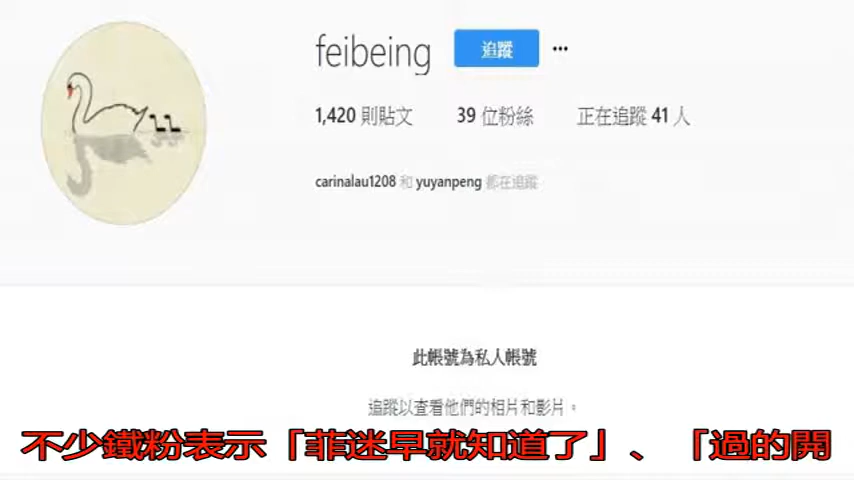 feibeing 追蹤 •••
1,420 則貼文 39 位粉絲 正在追蹤 41 人
carinalau1208 和 yuyanpeng 都在追蹤
此帳號為私人帳號
追蹤以查看他們的相片和影片。
不少鐵粉表示「菲迷早就知道了」、「過的開